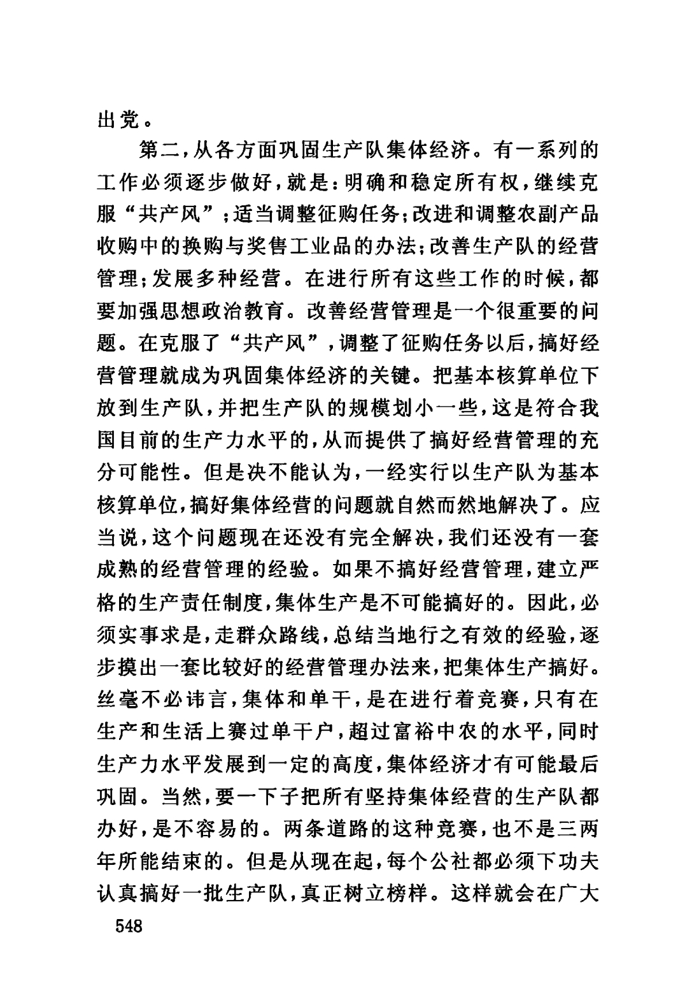 出党。
第二，从各方面巩固生产队集体经济。有一系列的
工作必须逐步做好，就是：明确和稳定所有权，继续克
服“共产风”；适当调整征购任务；改进和调整农副产品
收购中的换购与奖售工业品的办法；改善生产队的经营
管理；发展多种经营。在进行所有这些工作的时候，都
要加强思想政治教育。改善经营管理是一个很重要的问
题。在克服了“共产风”，调整了征购任务以后，搞好经
营管理就成为巩固集体经济的关键。把基本核算单位下
放到生产队，并把生产队的规模划小一些，这是符合我
国目前的生产力水平的，从而提供了搞好经营管理的充
分可能性。但是决不能认为，一经实行以生产队为基本
核算单位，搞好集体经营的问题就自然而然地解决了。应
当说，这个问题现在还没有完全解决，我们还没有一套
成熟的经营管理的经验。如果不搞好经营管理，建立严
格的生产责任制度，集体生产是不可能搞好的。因此，必
须实事求是，走群众路线，总结当地行之有效的经验，逐
步摸出一套比较好的经营管理办法来，把集体生产搞好。
丝毫不必讳言，集体和单干，是在进行着竞赛，只有在
生产和生活上赛过单干户，超过富裕中农的水平，同时
生产力水平发展到一定的高度，集体经济才有可能最后
巩固。当然，要一下子把所有坚持集体经营的生产队都
办好，是不容易的。两条道路的这种竞赛，也不是三两
年所能结束的。但是从现在起，每个公社都必须下功夫
认真搞好一批生产队，真正树立榜样。这样就会在广大
548